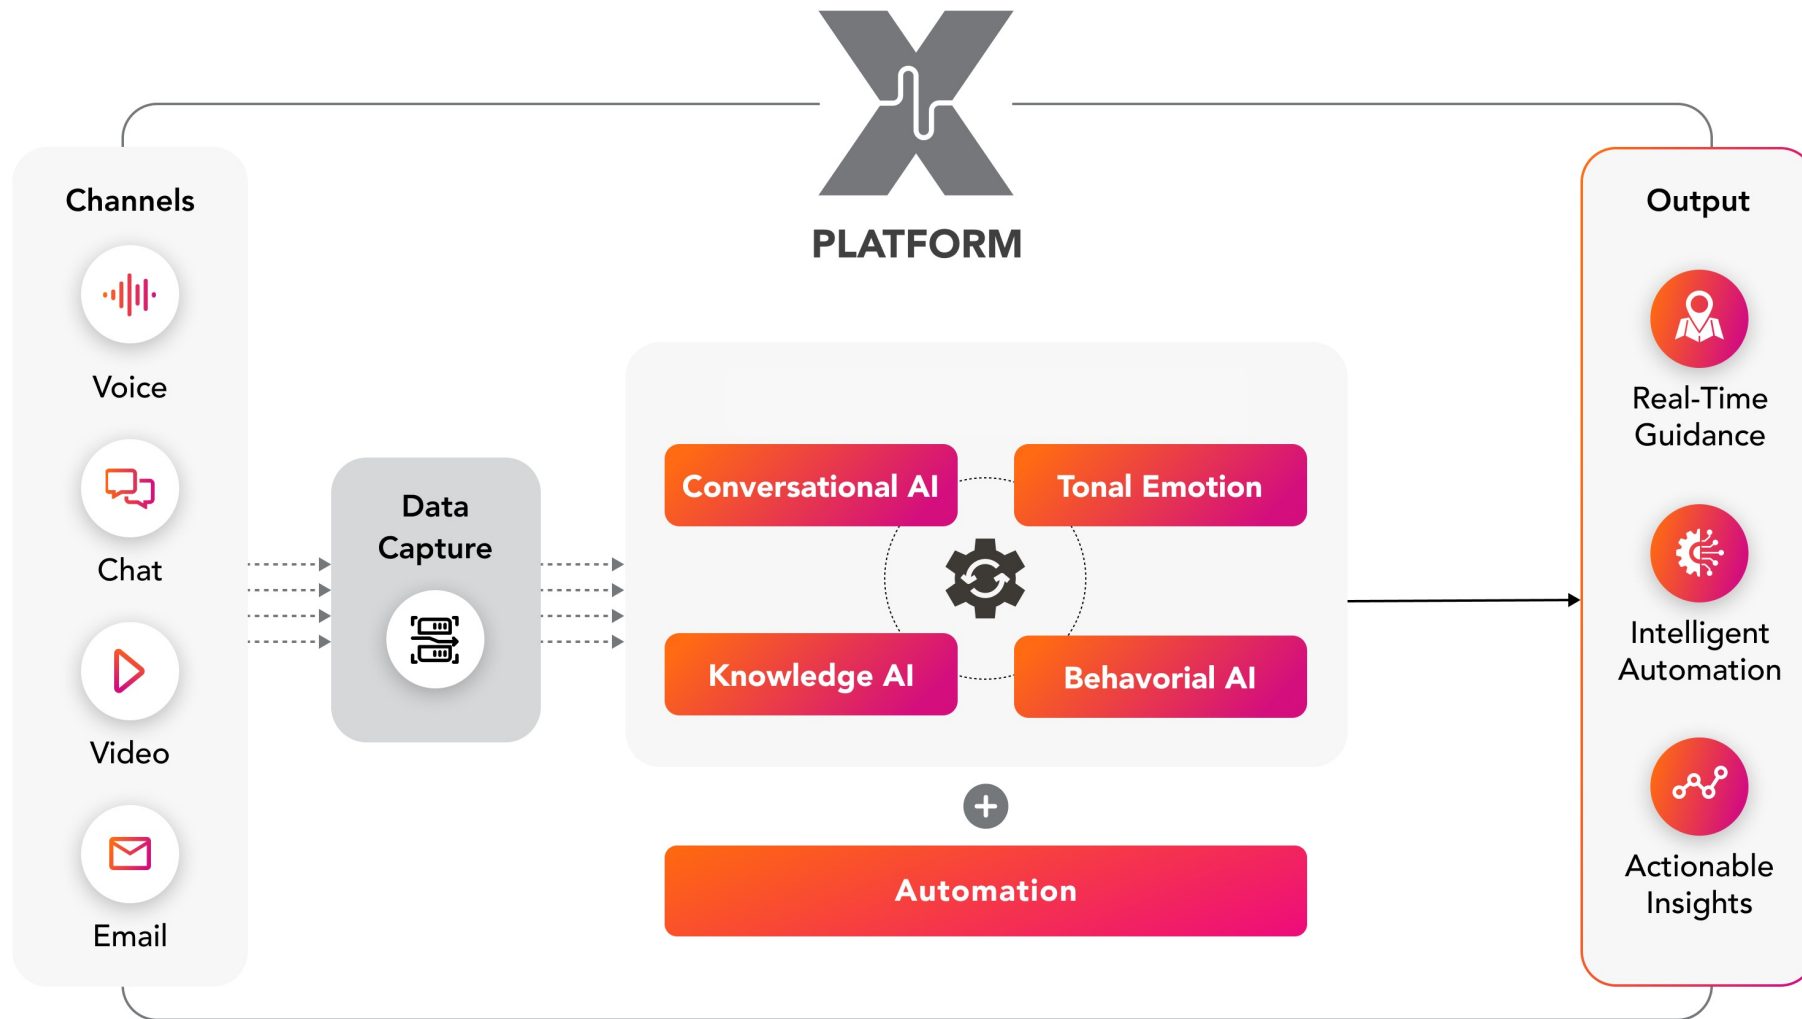 PLATFORM
Channels
Voice
Chat
Video
Email
Data
Capture
Conversational AI
Tonal Emotion
Knowledge AI
Behavorial AI
+
Automation
Output
Real-Time
Guidance
Intelligent
Automation
Actionable
Insights